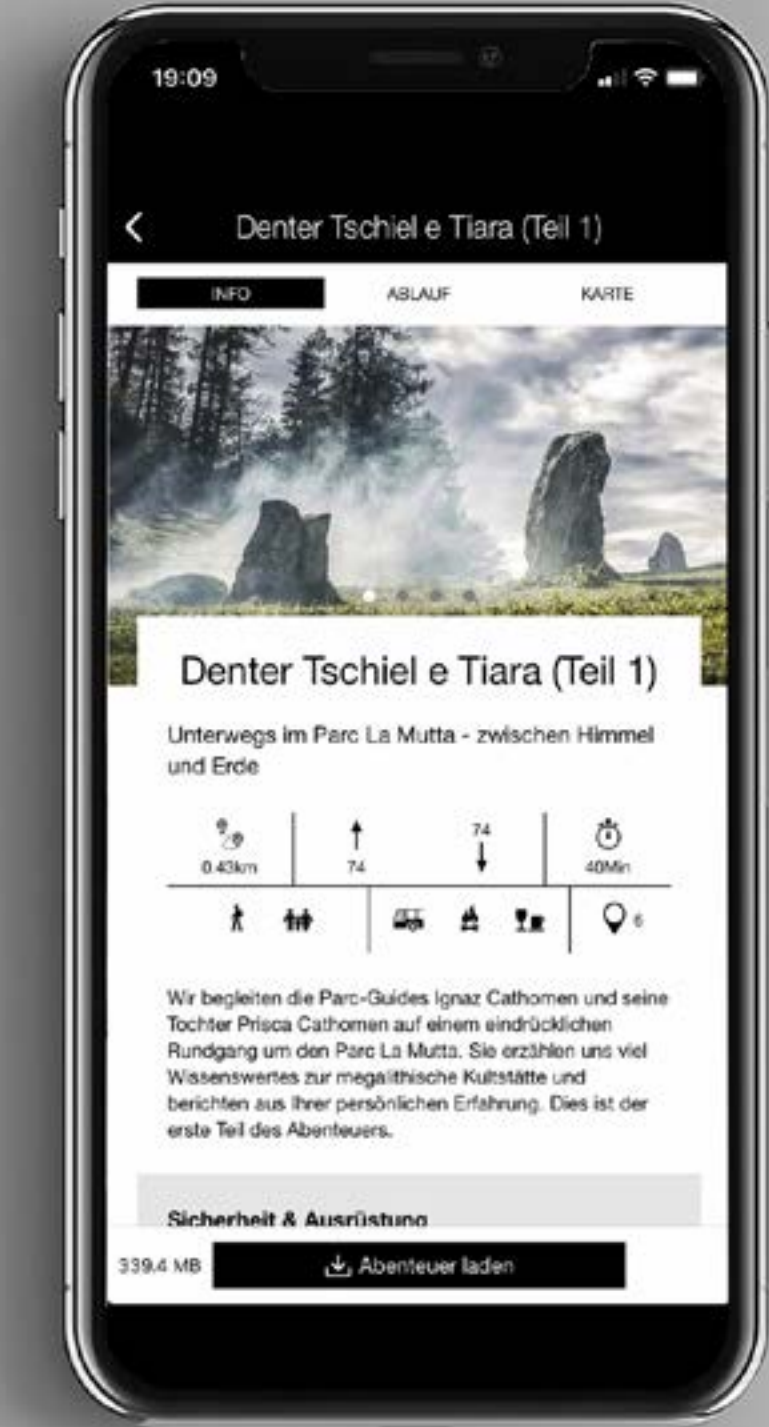 19:09
Denter Tschiel e Tiara (Teil 1)
INFO ABLAUF KARTE
Denter Tschiel e Tiara (Teil 1)
Unterwegs im Parc La Mutta - zwischen Himmel
und Erde
0.43km 74 74 40Min
6
Wir begleiten die Parc-Guides Ignaz Cathomen und seine
Tochter Prisca Cathomen auf einem eindrücklichen
Rundgang um den Parc La Mutta. Sie erzählen uns viel
Wissenswertes zur megalithische Kultstätte und
berichten aus Ihrer persönlichen Erfahrung. Dies ist der
erste Teil des Abenteuers.
Sicherheit & Ausrüstung
339.4 MB Abenteuer laden